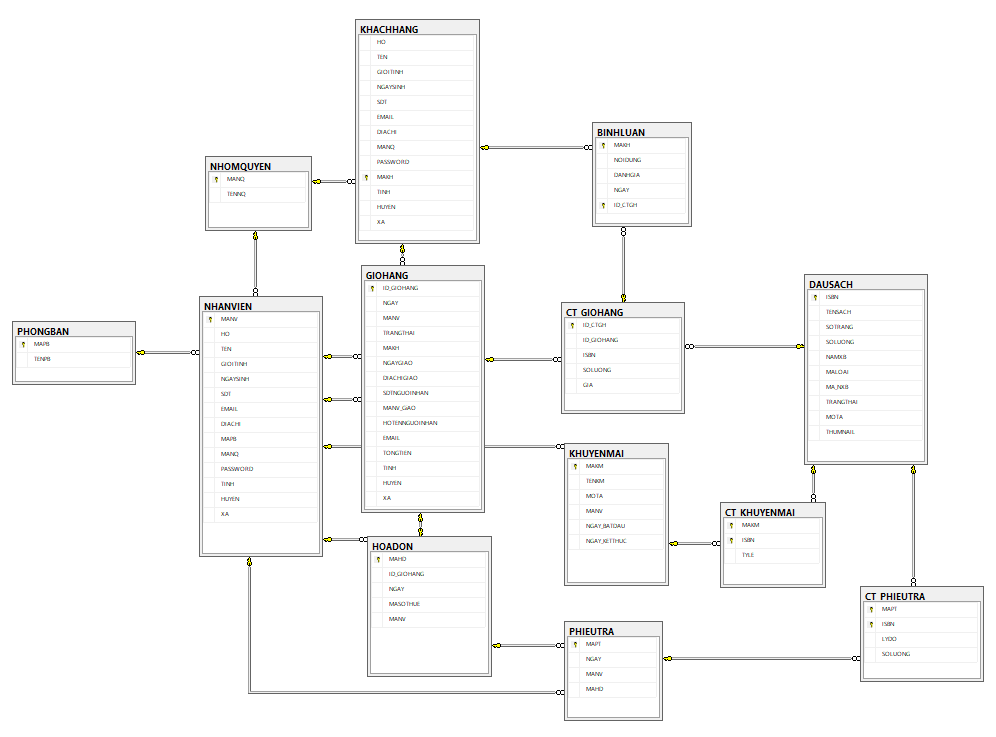 KHACHHANG
HO
TEN
GIOITINH
NGAYSINH
SDT
EMAIL
DIACHI
MANQ
PASSWORD
MAKH
TINH
HUYEN
XA
BINHLUAN
MAKH
NOIDUNG
DANHGIA
NGAY
ID_CTGH
NHOMQUYEN
MANQ
TENNQ
GIOHANG
ID_GIOHANG
NGAY
MANV
TRANGTHAI
MAKH
NGAYGIAO
DIACHIGIAO
SDTNGUOINHAN
MANV_GIAO
HOTENNGUOINHAN
EMAIL
TONGTIEN
TINH
HUYEN
XA
DAUSACH
ISBN
TENSACH
SOTRANG
SOLUONG
NAMXB
MALOAI
MA_NXB
TRANGTHAI
MOTA
THUMNAIL
NHANVIEN
MANV
HO
TEN
GIOITINH
NGAYSINH
SDT
EMAIL
DIACHI
MAPB
MANQ
PASSWORD
TINH
HUYEN
XA
CT_GIOHANG
ID_CTGH
ID_GIOHANG
ISBN
SOLUONG
GIA
PHONGBAN
MAPB
TENPB
KHUYENMAI
MAKM
TENKM
MOTA
MANV
NGAY_BATDAU
NGAY_KETTHUC
CT_KHUYENMAI
MAKM
ISBN
TYLE
HOADON
MAHD
ID_GIOHANG
NGAY
MASOTHUE
MANV
CT_PHIEUTRA
MAPT
ISBN
LYDO
SOLUONG
PHIEUTRA
MAPT
NGAY
MANV
MAHD